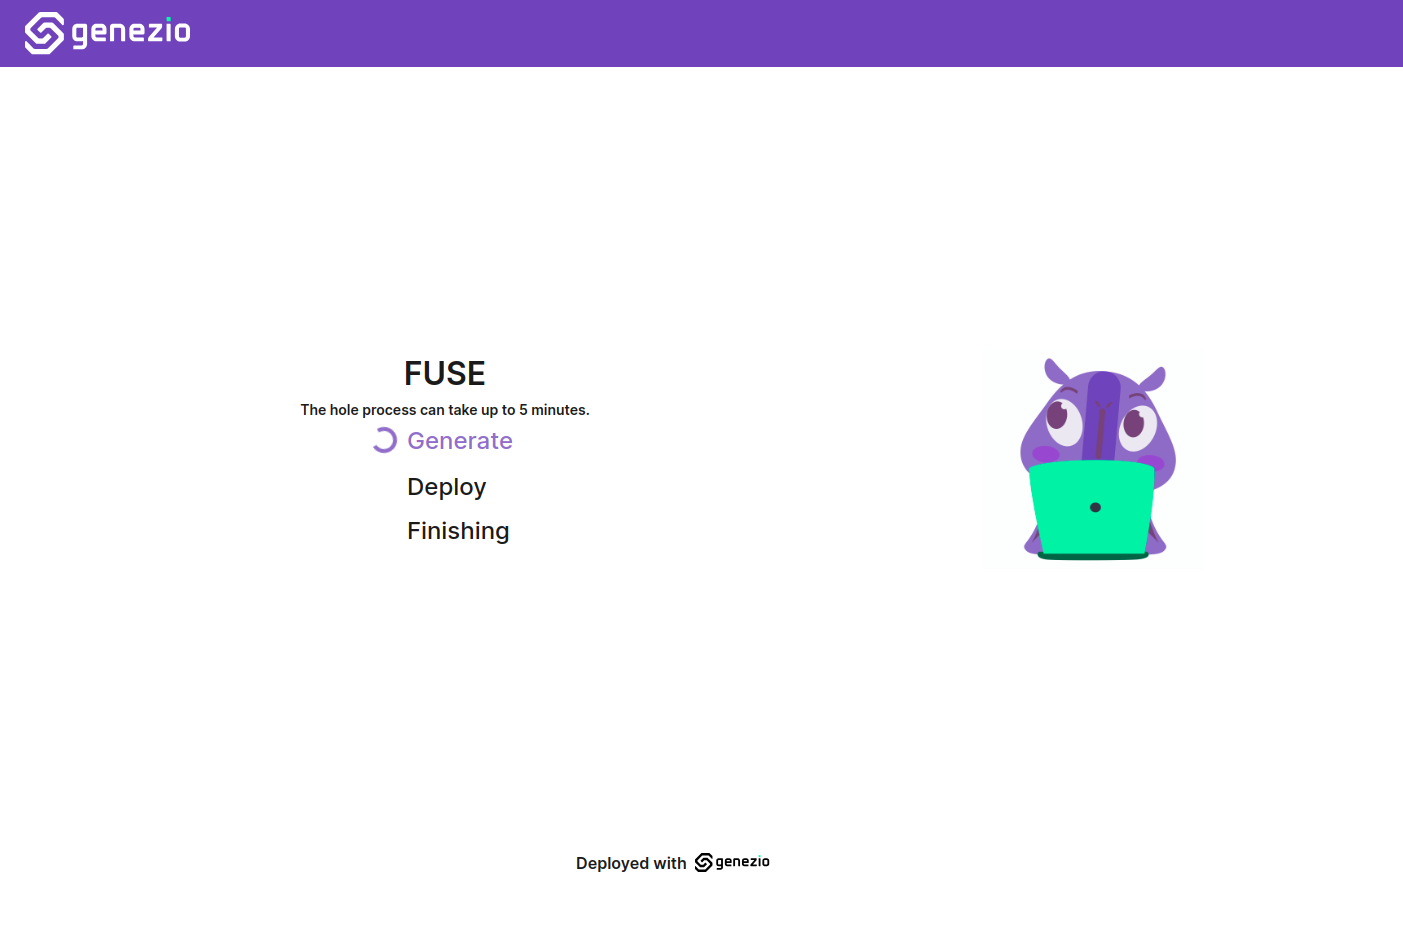 genezio
FUSE
The hole process can take up to 5 minutes.
Generate
Deploy
Finishing
Deployed with genezio